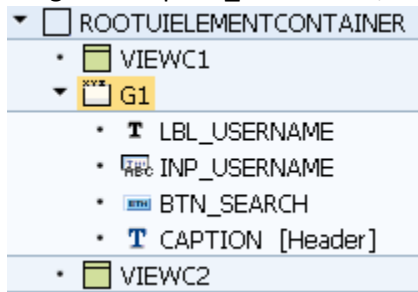 ROOTUIELEMENTCONTAINER
VIEWC1
G1
LBL_USERNAME
INP_USERNAME
BTN_SEARCH
CAPTION [Header]
VIEWC2